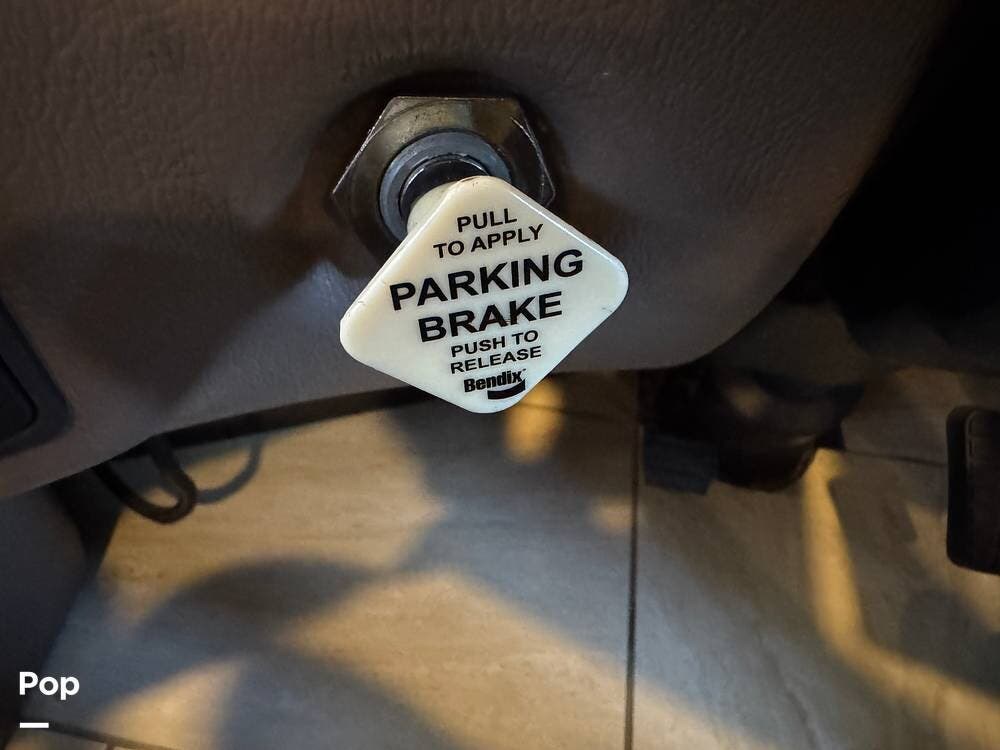 PULL
TO APPLY
PARKING
BRAKE
PUSH TO
RELEASE
Bendix
Pop